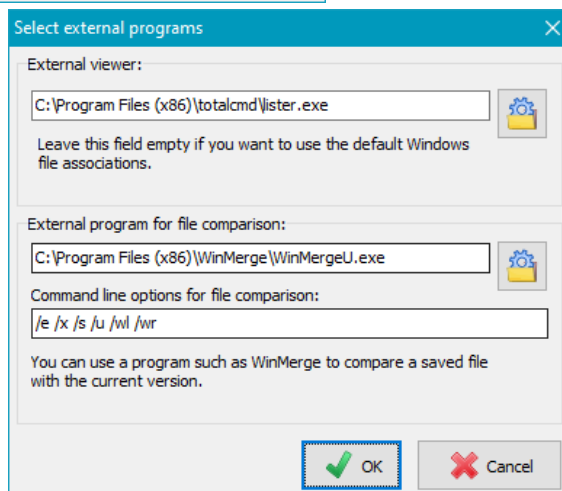 Select external programs
External viewer:
C:\Program Files (x86)\totalcmd\lister.exe
Leave this field empty if you want to use the default Windows
file associations.
External program for file comparison:
C:\Program Files (x86)\WinMerge\WinMergeU.exe
Command line options for file comparison:
/e /x /s /u /wl /wr
You can use a program such as WinMerge to compare a saved file
with the current version.
OK
Cancel